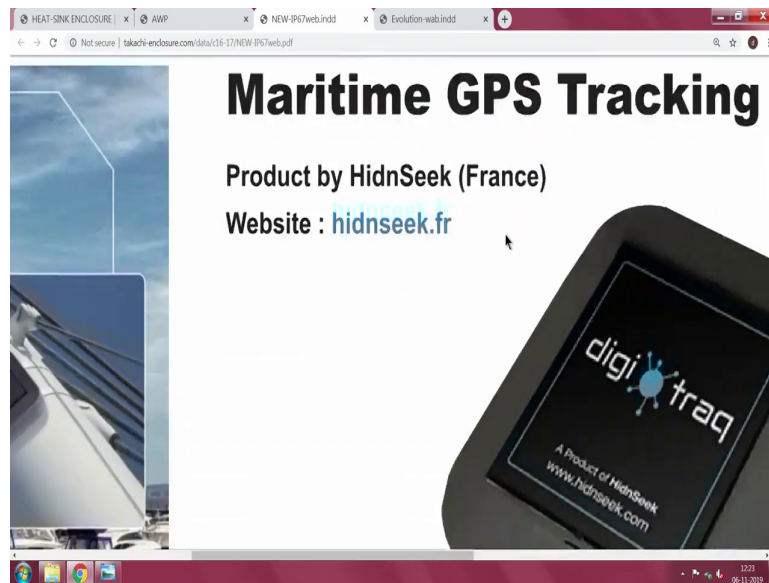 HEAT-SINK ENCLOSURE |
AWP
NEW-IP67web.indd
Evolution-wab.indd
Not secure | takachi-enclosure.com/data/c16-17/NEW-IP67web.pdf
Maritime GPS Tracking
Product by HidnSeek (France)
Website : hidnseek.fr
digi traq
A Product of HidnSeek
www.hidnseek.com
12:23
06-11-2019